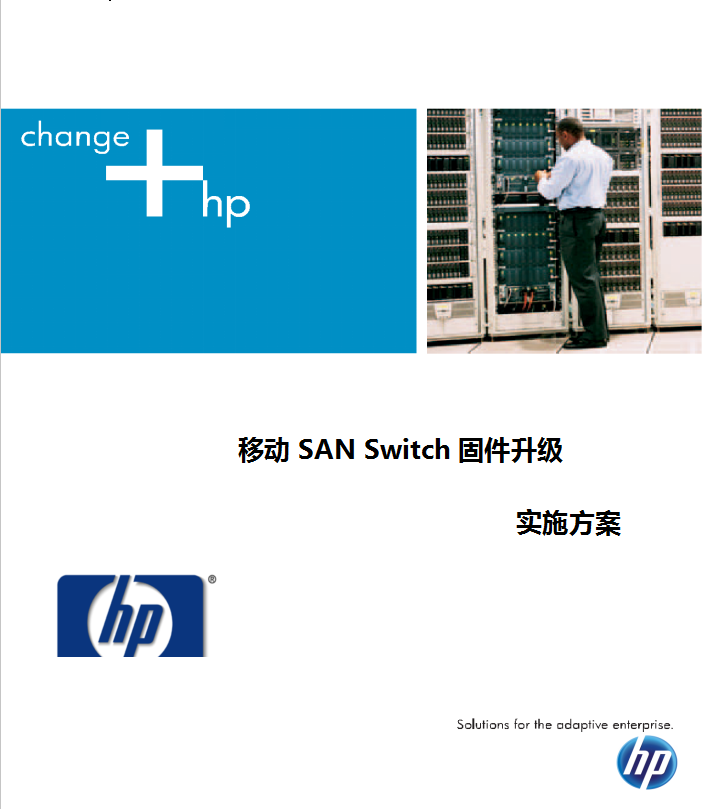 change
hp
移动 SAN Switch 固件升级
实施方案
hp®
Solutions for the adaptive enterprise.
hp